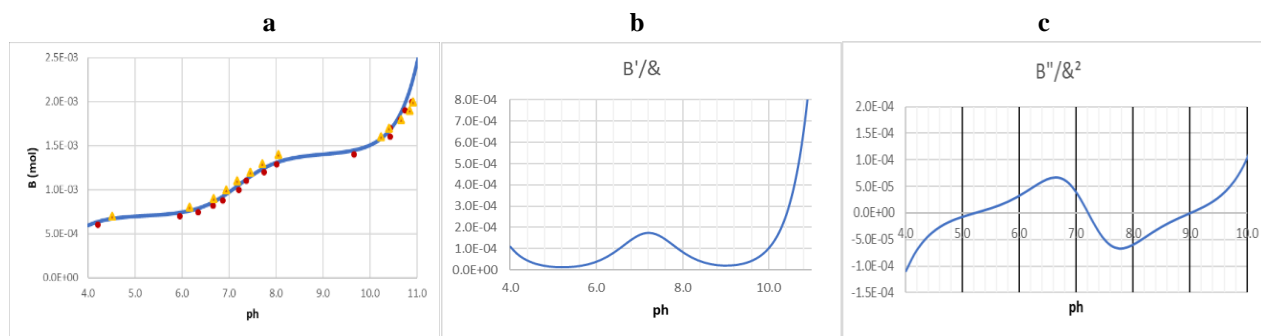 a
b
c
2.5E-03
2.0E-03
1.5E-03
1.0E-03
5.0E-04
0.0E+00
B (mol)
4.0 5.0 6.0 7.0 8.0 9.0 10.0 11.0
ph
B'/&
8.0E-04
7.0E-04
6.0E-04
5.0E-04
4.0E-04
3.0E-04
2.0E-04
1.0E-04
0.0E+00
4.0 6.0 8.0 10.0
ph
B"/&²
2.0E-04
1.5E-04
1.0E-04
5.0E-05
0.0E+00
-5.0E-05
-1.0E-04
-1.5E-04
4.0 5.0 6.0 7.0 8.0 9.0 10.0
ph